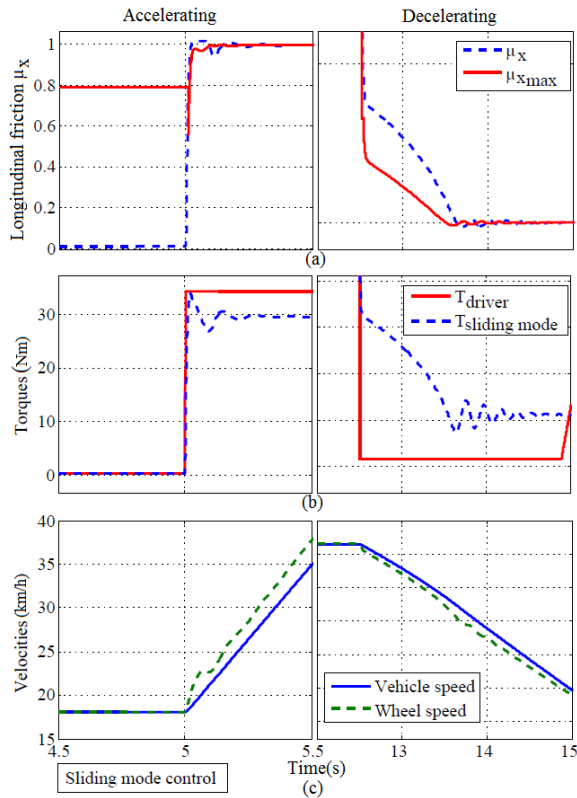 Accelerating
Decelerating
Longitudinal friction μx
1
0.8
0.6
0.4
0.2
0
μx
μxmax
(a)
Torques (Nm)
30
20
10
0
Tdriver
Tsliding mode
(b)
Velocities (km/h)
40
35
30
25
20
15
4.5
5
5.5
13
14
15
Vehicle speed
Wheel speed
Time(s)
Sliding mode control
(c)